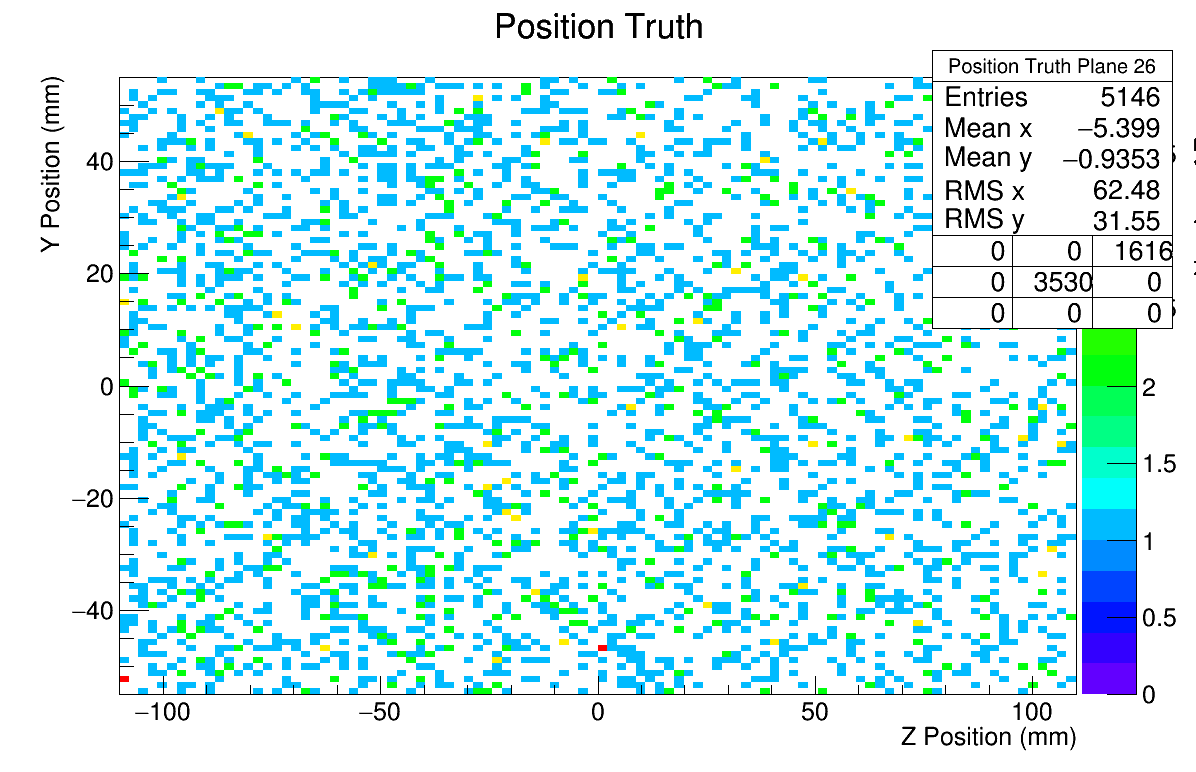 Position Truth
Y Position (mm)
Position Truth Plane 26
Entries 5146
Mean x −5.399
Mean y −0.9353
RMS x 62.48
RMS y 31.55
0 0 1616
0 3530 0
0 0 0
40
20
0
−20
−40
2
1.5
1
0.5
0
−100 −50 0 50 100
Z Position (mm)